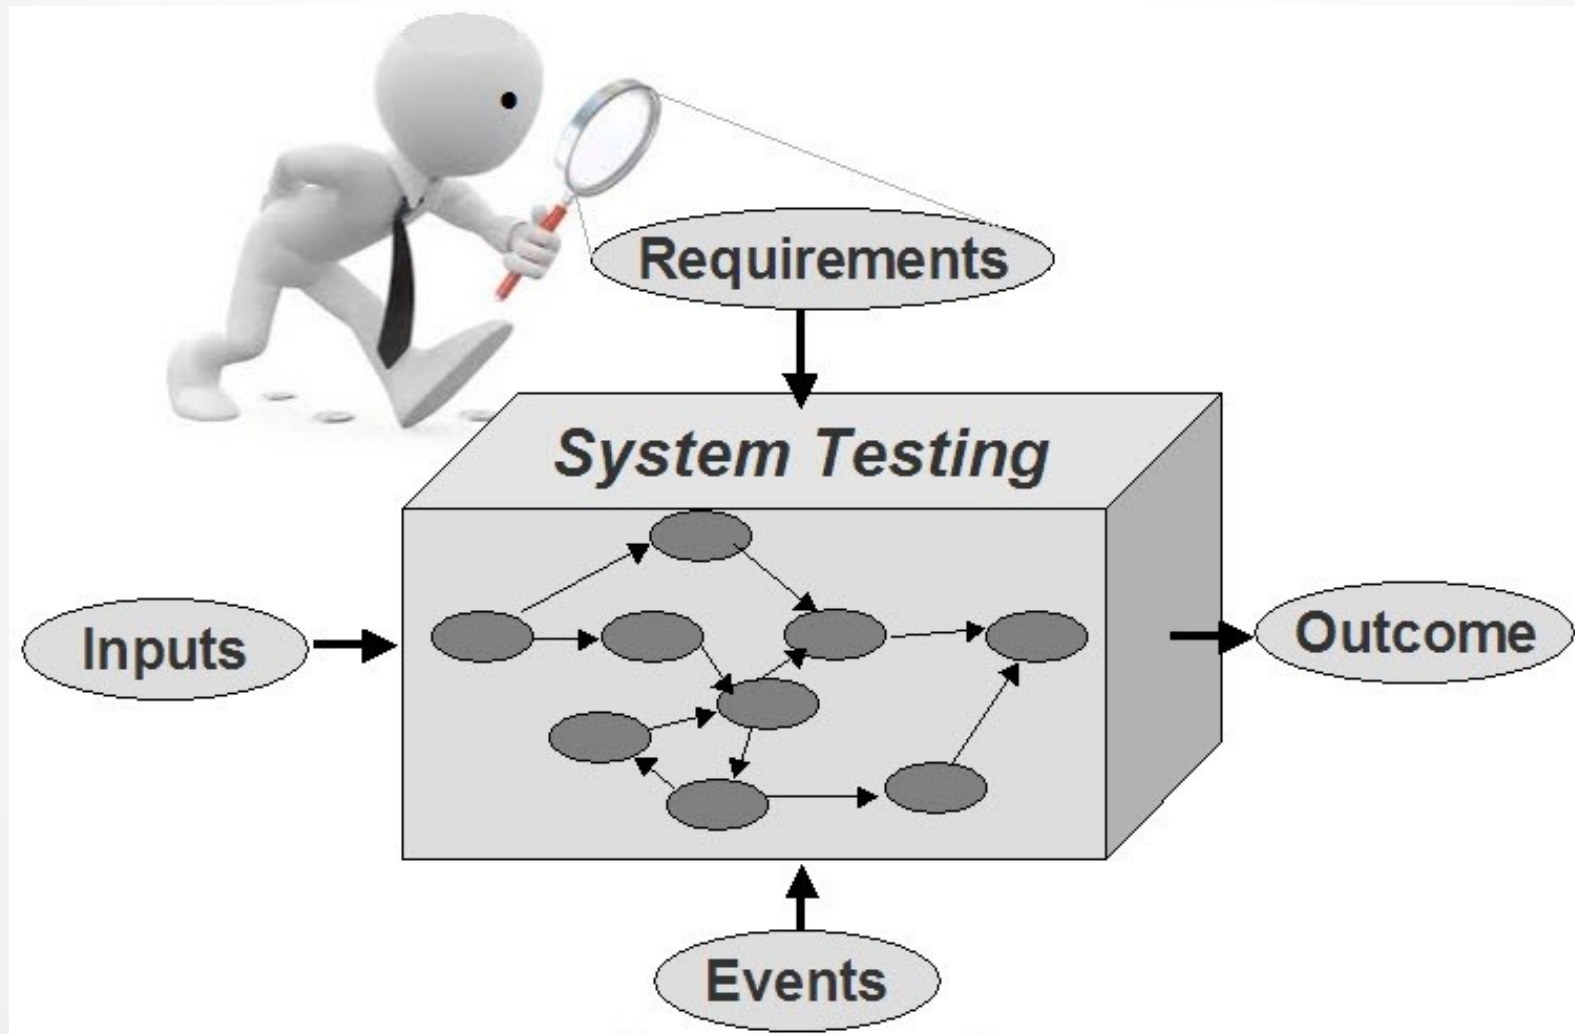 Requirements
System Testing
Inputs
Outcome
Events